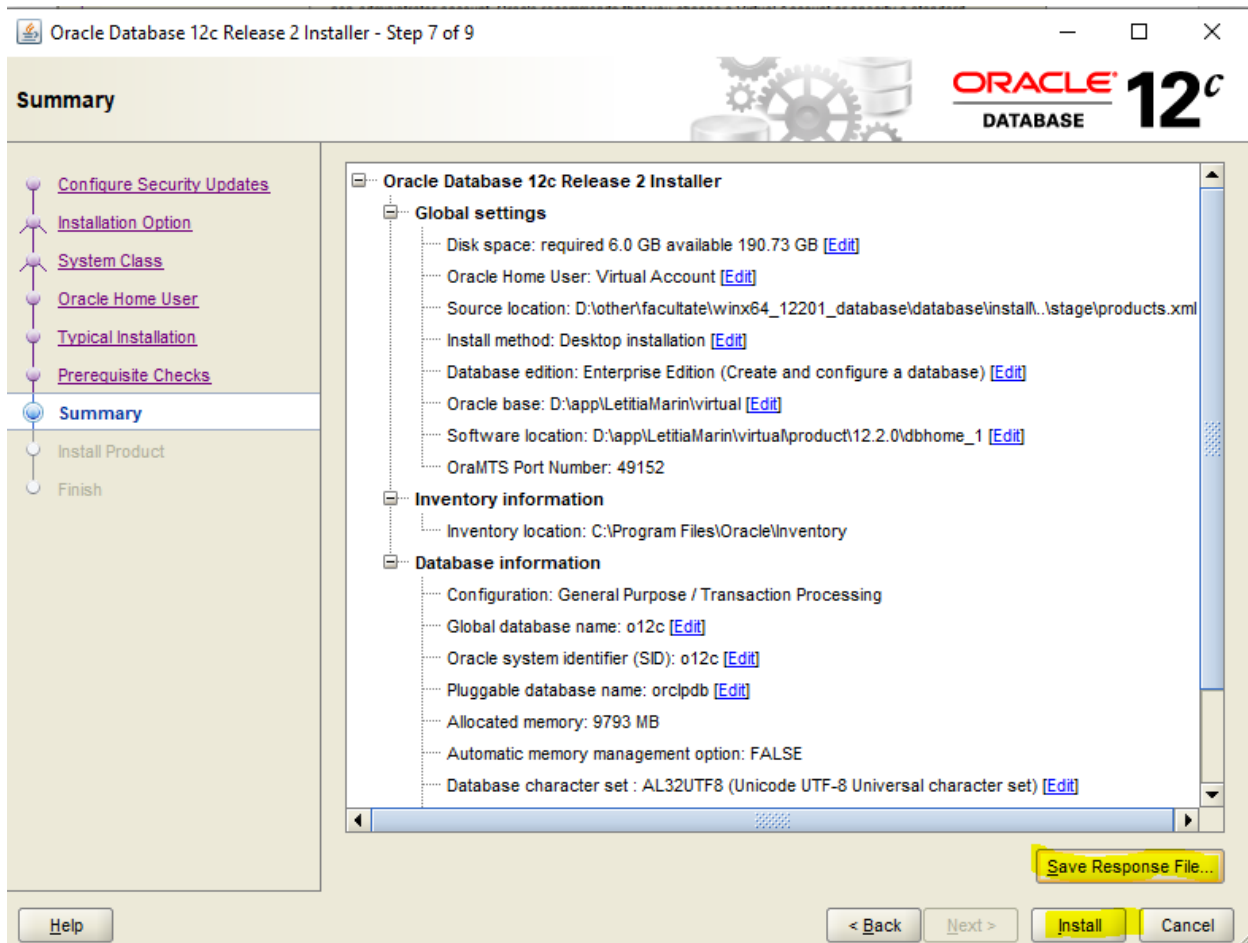 Oracle Database 12c Release 2 Installer - Step 7 of 9
Summary
ORACLE
DATABASE
12c
Configure Security Updates
Installation Option
System Class
Oracle Home User
Typical Installation
Prerequisite Checks
Summary
Install Product
Finish
Oracle Database 12c Release 2 Installer
Global settings
Disk space: required 6.0 GB available 190.73 GB [Edit]
Oracle Home User: Virtual Account [Edit]
Source location: D:\other\facultate\winx64_12201_database\database\install\..\stage\products.xml
Install method: Desktop installation [Edit]
Database edition: Enterprise Edition (Create and configure a database) [Edit]
Oracle base: D:\app\LetitiaMarin\virtual [Edit]
Software location: D:\app\LetitiaMarin\virtual\product\12.2.0\dbhome_1 [Edit]
OraMTS Port Number: 49152
Inventory information
Inventory location: C:\Program Files\Oracle\Inventory
Database information
Configuration: General Purpose / Transaction Processing
Global database name: o12c [Edit]
Oracle system identifier (SID): o12c [Edit]
Pluggable database name: orclpdb [Edit]
Allocated memory: 9793 MB
Automatic memory management option: FALSE
Database character set : AL32UTF8 (Unicode UTF-8 Universal character set) [Edit]
Save Response File...
Help
< Back
Next >
Install
Cancel